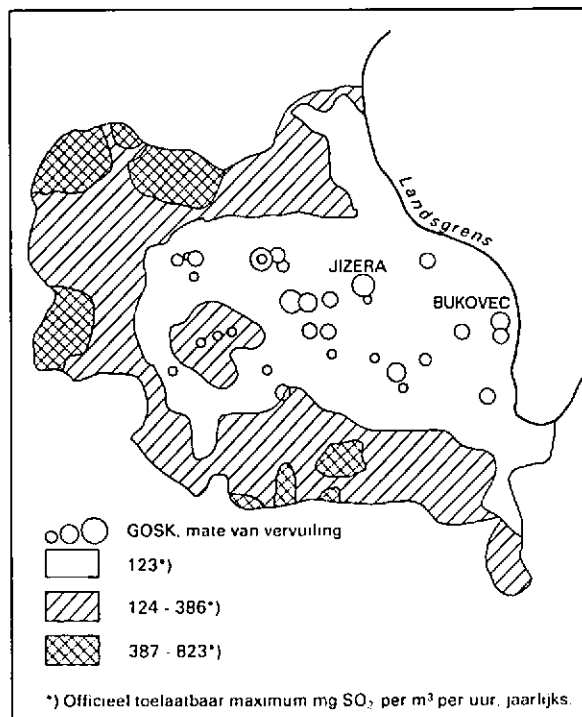 Landsgrens
JIZERA
BUKOVEC
GOSK, mate van vervuiling
123*)
124 - 386*)
387 - 823*)
*) Officieel toelaatbaar maximum mg SO₂ per m³ per uur, jaarlijks.